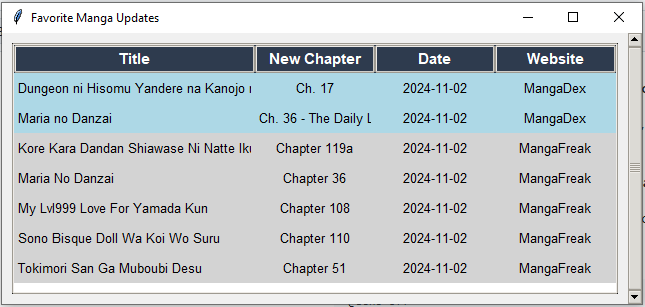 Favorite Manga Updates
Title New Chapter Date Website
Dungeon ni Hisomu Yandere na Kanojo Ch. 17 2024-11-02 MangaDex
Maria no Danzai Ch. 36 - The Daily L 2024-11-02 MangaDex
Kore Kara Dandan Shiawase Ni Natte Iku Chapter 119a 2024-11-02 MangaFreak
Maria No Danzai Chapter 36 2024-11-02 MangaFreak
My Lvl999 Love For Yamada Kun Chapter 108 2024-11-02 MangaFreak
Sono Bisque Doll Wa Koi Wo Suru Chapter 110 2024-11-02 MangaFreak
Tokimori San Ga Muboubi Desu Chapter 51 2024-11-02 MangaFreak